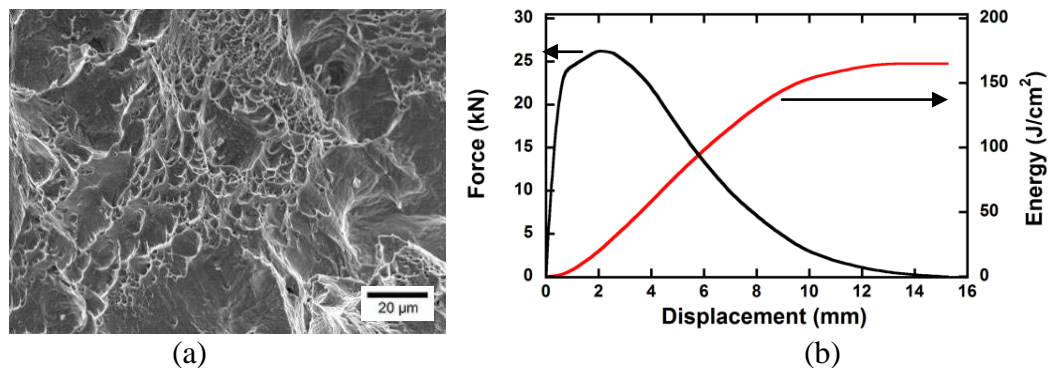 20 µm
(a)
30
25
20
15
10
5
0
Force (kN)
0 2 4 6 8 10 12 14 16
Displacement (mm)
200
150
100
50
0
Energy (J/cm²)
(b)